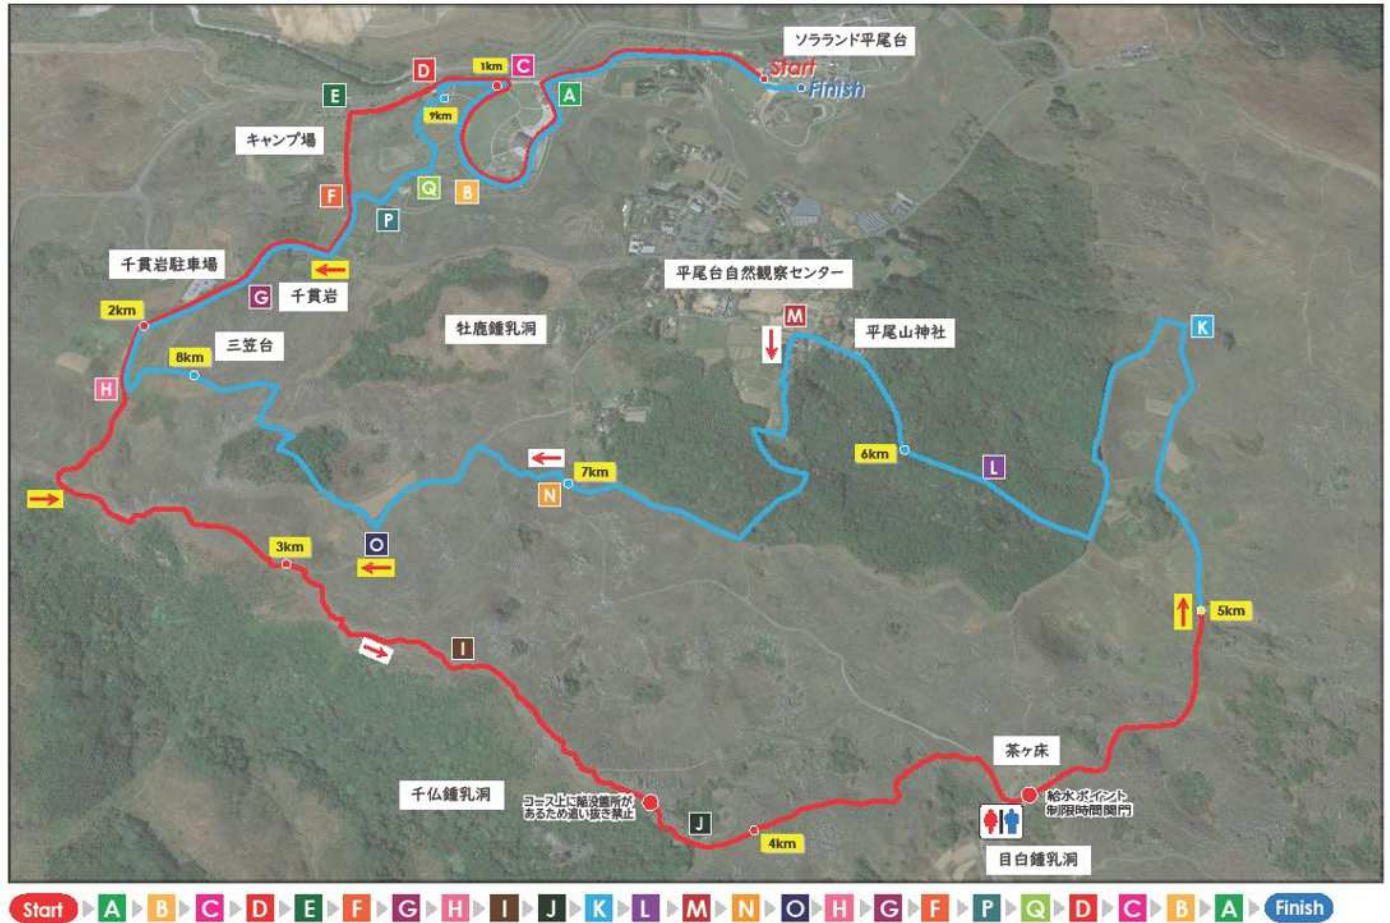 ソラランド平尾台
Start
Finish
1km
C
D
A
E
9km
キャンプ場
F
Q
B
P
千貫岩駐車場
平尾台自然観察センター
G
千貫岩
2km
牡鹿鍾乳洞
M
平尾山神社
K
三笠台
8km
H
6km
L
7km
N
O
3km
5km
I
茶ヶ床
千仏鍾乳洞
コース上に陥没箇所が
あるため追い抜き禁止
給水ポイント
制限時間関門
J
4km
目白鍾乳洞
Start A B C D E F G H I J K L M N O H G F P Q D C B A Finish